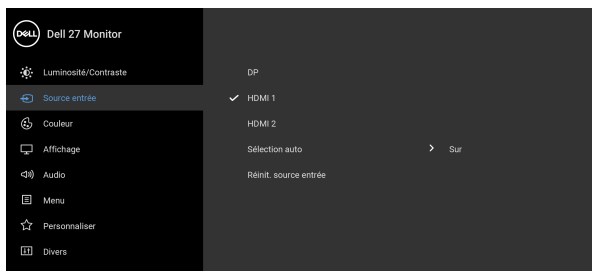 DELL
Dell 27 Monitor
Luminosité/Contraste
Source entrée
Couleur
Affichage
Audio
Menu
Personnaliser
Divers
DP
HDMI 1
HDMI 2
Sélection auto Sur
Réinit. source entrée